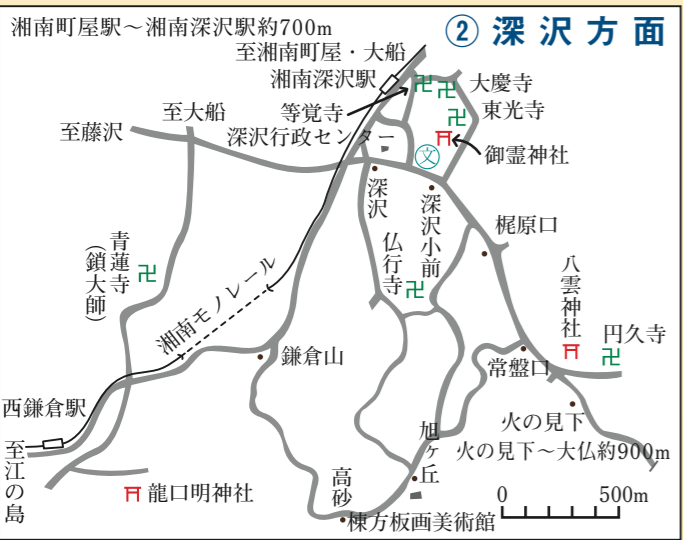 湘南町屋駅～湘南深沢駅約700m
② 深沢方面
至湘南町屋・大船
湘南深沢駅
大慶寺
等覚寺
東光寺
至大船
至藤沢
深沢行政センター
文
御霊神社
深沢
深沢小前
梶原口
仏行寺
青蓮寺
(鎖大師)
八雲神社
円久寺
湘南モノレール
鎌倉山
常盤口
西鎌倉駅
火の見下
旭ヶ丘
火の見下～大仏約900m
至江の島
高砂
龍口明神社
0 500m
棟方板画美術館